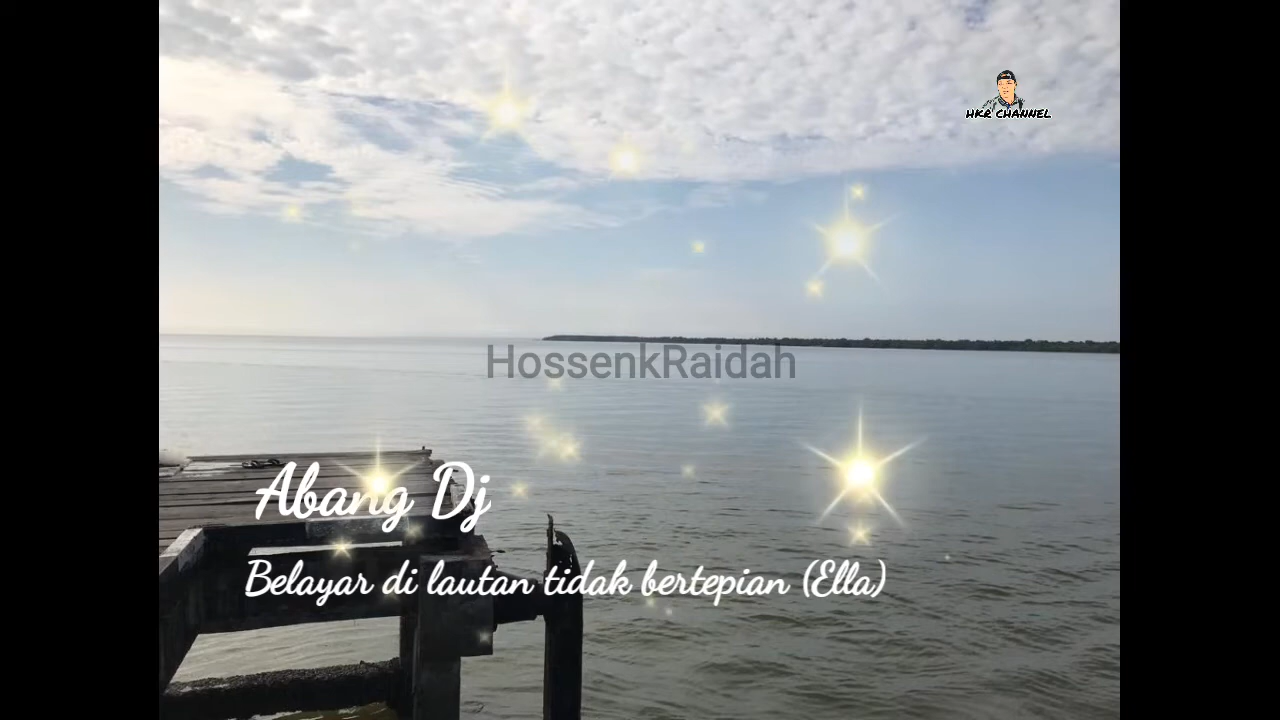 HKR CHANNEL
HossenkRaidah
Abang Dj
Belayar di lautan tidak bertepian (Ella)